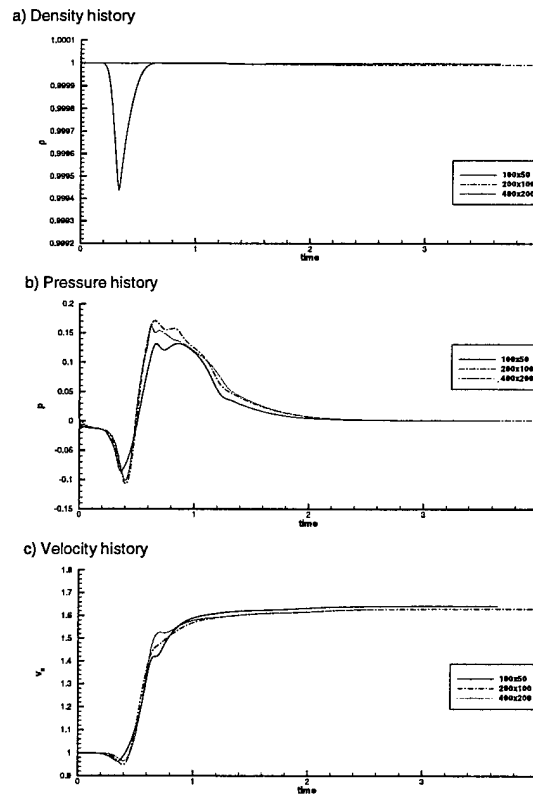 a) Density history
1.0001
1
0.9999
0.9998
0.9997
0.9996
0.9995
0.9994
0.9993
0.9992
ρ
0
1
2
3
time
100x50
200x100
400x200
b) Pressure history
0.2
0.15
0.1
0.05
0
-0.05
-0.1
-0.15
p
0
1
2
3
time
100x50
200x100
400x200
c) Velocity history
1.8
1.7
1.6
1.5
1.4
1.3
1.2
1.1
1
0.9
0
1
2
3
time
100x50
200x100
400x200